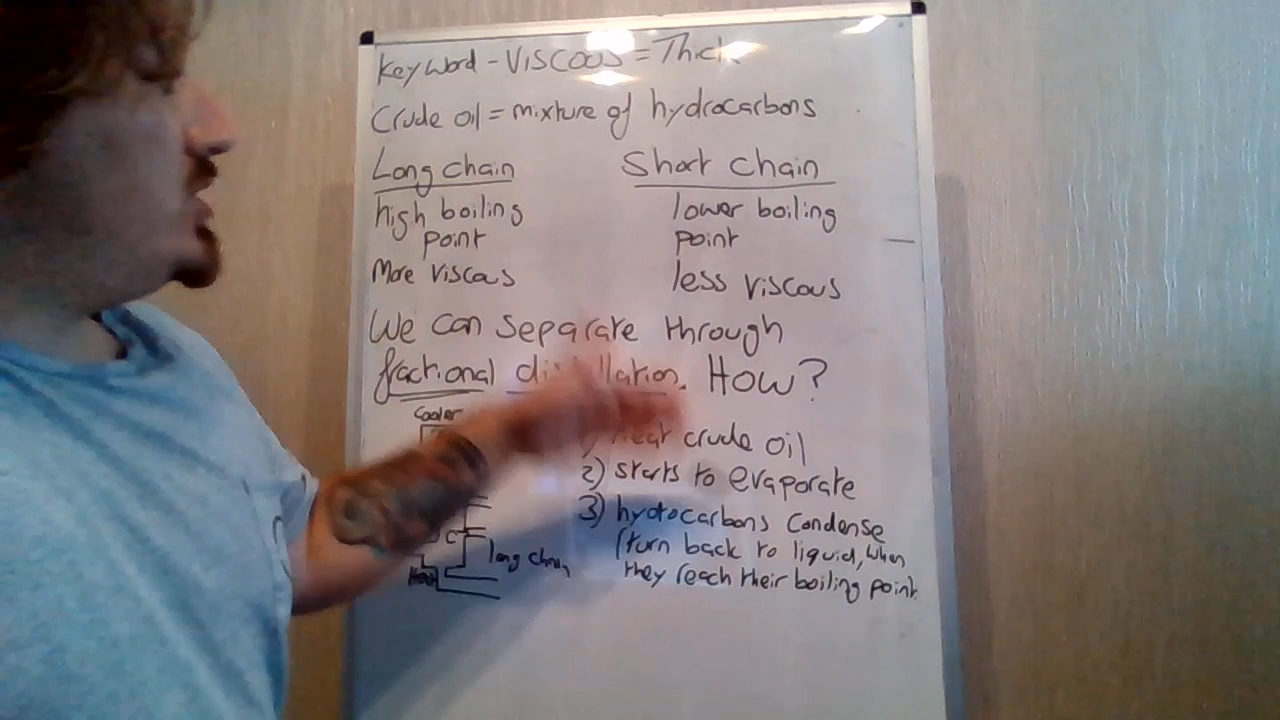 Key word - Viscous = Thick
Crude oil = mixture of hydrocarbons
Long chain
Short chain
high boiling
point
lower boiling
point
More viscous
less viscous
We can separate through
fractional distillation. How?
Cooler
1) Heat crude oil
2) starts to evaporate
3) hydrocarbons condense
(turn back to liquid, when
they reach their boiling point
long chain
Heat